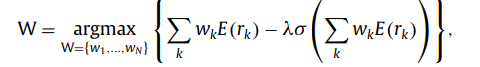 W = argmax_{W={w_1,...,w_N}} { ∑_k w_k E(r_k) − λσ ( ∑_k w_k E(r_k) ) },